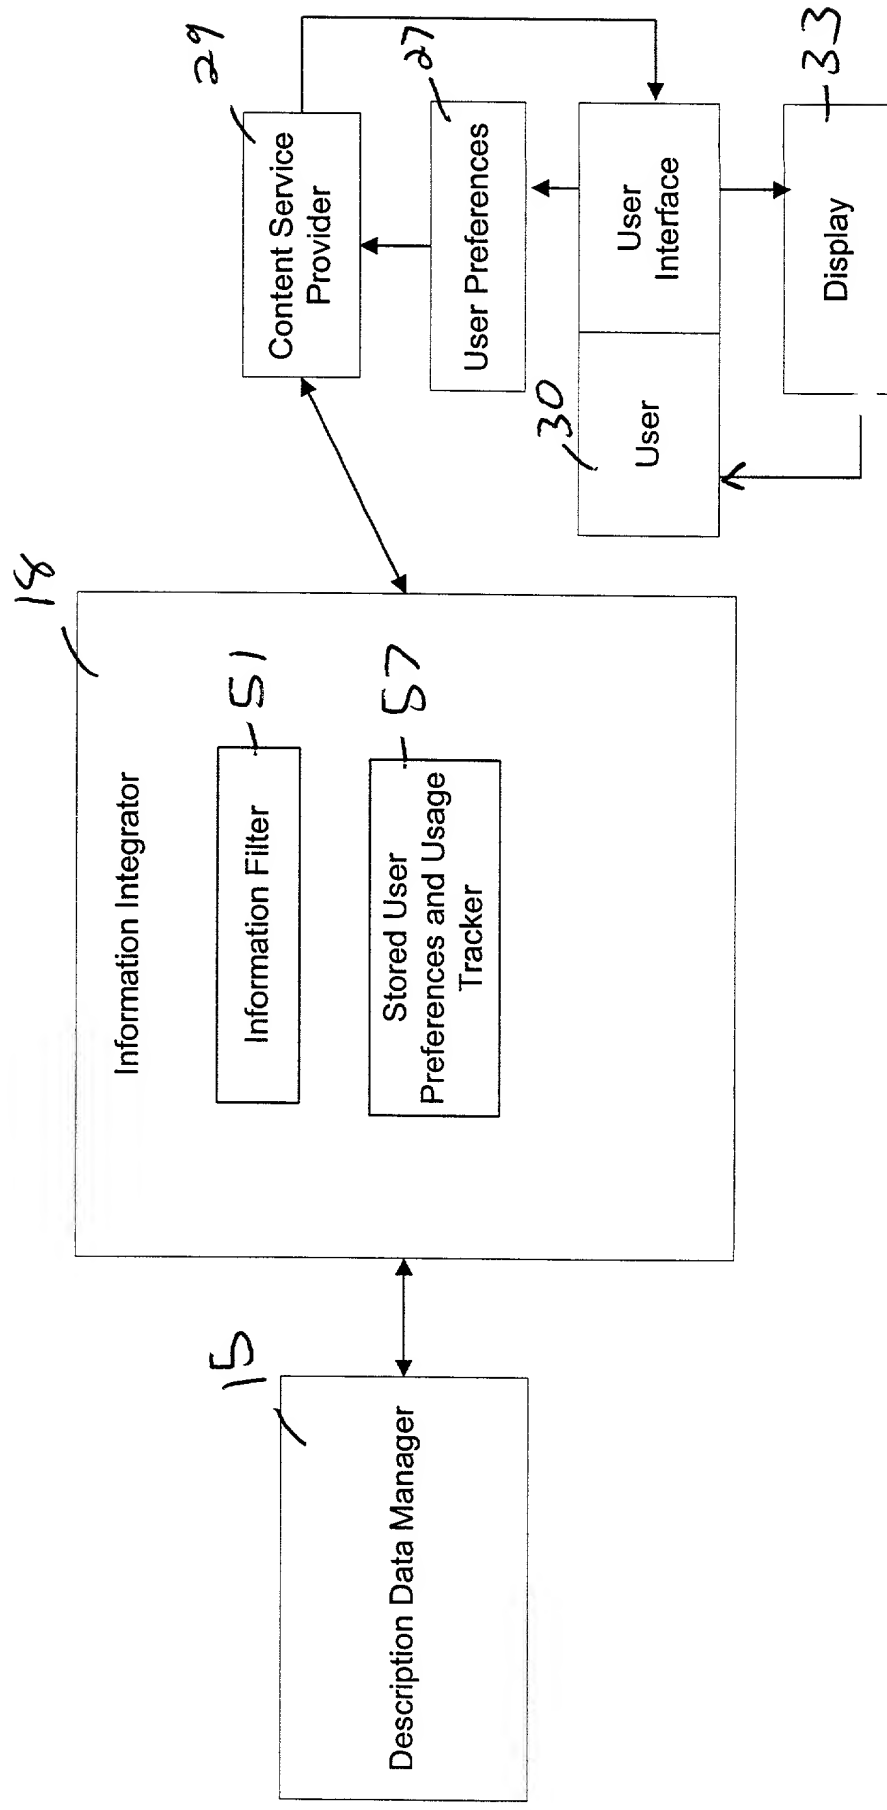 15
Description Data Manager
18
Information Integrator
Information Filter
51
Stored User
Preferences and Usage
Tracker
57
29
Content Service
Provider
27
User Preferences
30
User
User
Interface
33
Display